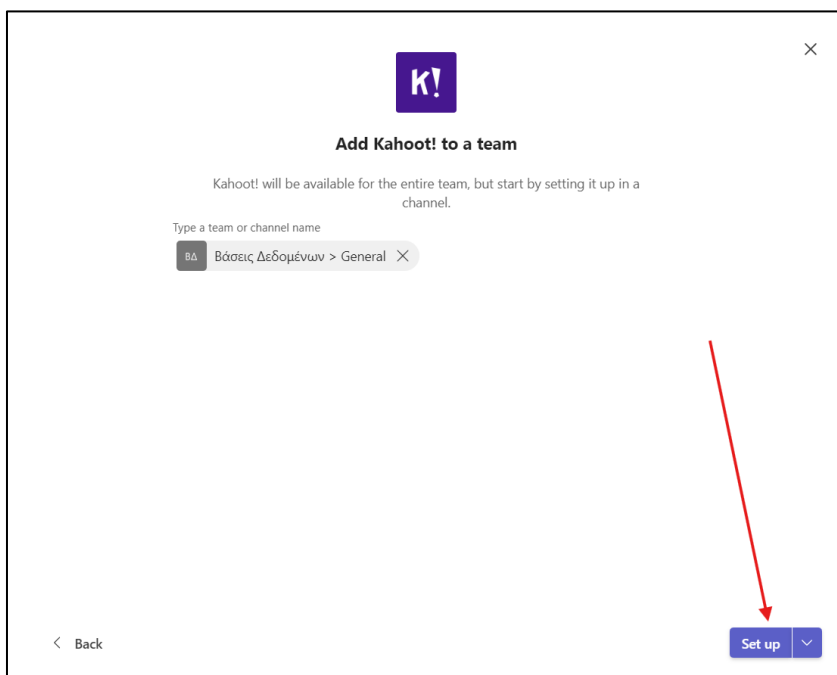 K!
Add Kahoot! to a team
Kahoot! will be available for the entire team, but start by setting it up in a
channel.
Type a team or channel name
ΒΔ Βάσεις Δεδομένων > General
Back
Set up